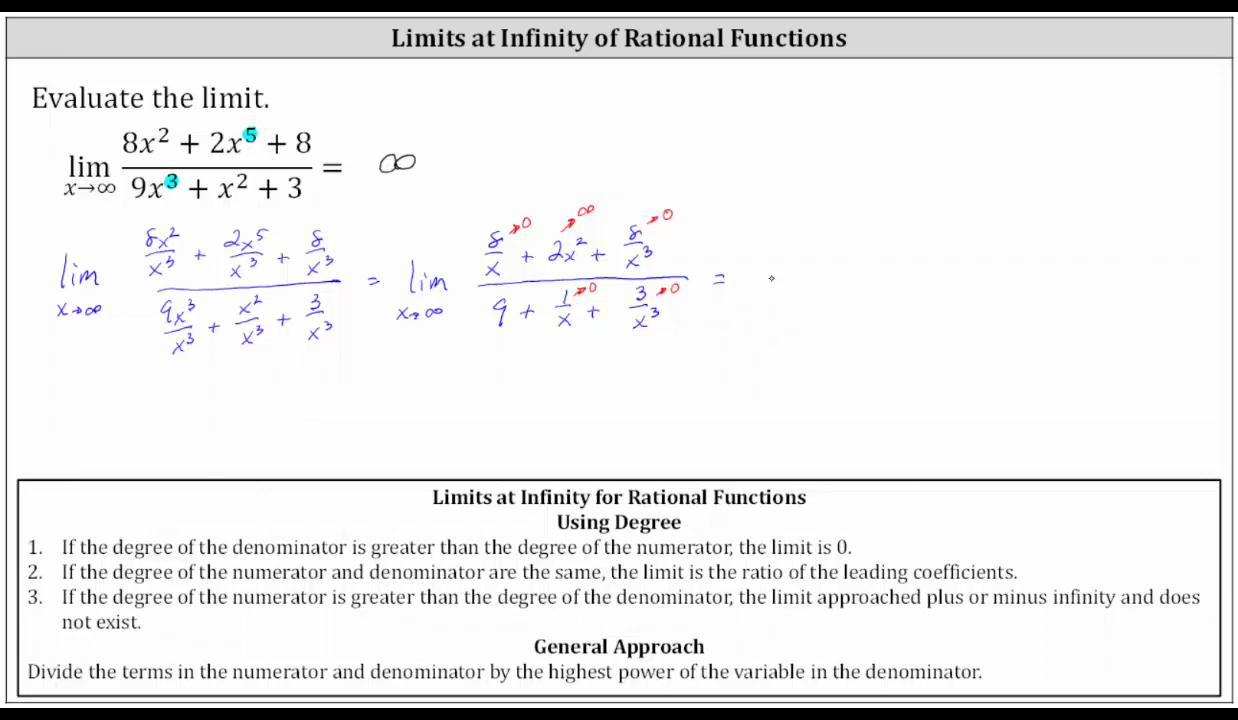 Limits at Infinity of Rational Functions
Evaluate the limit.
lim x→∞ (8x² + 2x⁵ + 8)/(9x³ + x² + 3) = ∞
lim x→∞ (8x²/x³ + 2x⁵/x³ + 8/x³)/(9x³/x³ + x²/x³ + 3/x³) = lim x→∞ (8/x →0 + 2x² →∞ + 8/x³ →0)/(9 + 1/x →0 + 3/x³ →0) =
Limits at Infinity for Rational Functions
Using Degree
1. If the degree of the denominator is greater than the degree of the numerator, the limit is 0.
2. If the degree of the numerator and denominator are the same, the limit is the ratio of the leading coefficients.
3. If the degree of the numerator is greater than the degree of the denominator, the limit approached plus or minus infinity and does
not exist.
General Approach
Divide the terms in the numerator and denominator by the highest power of the variable in the denominator.